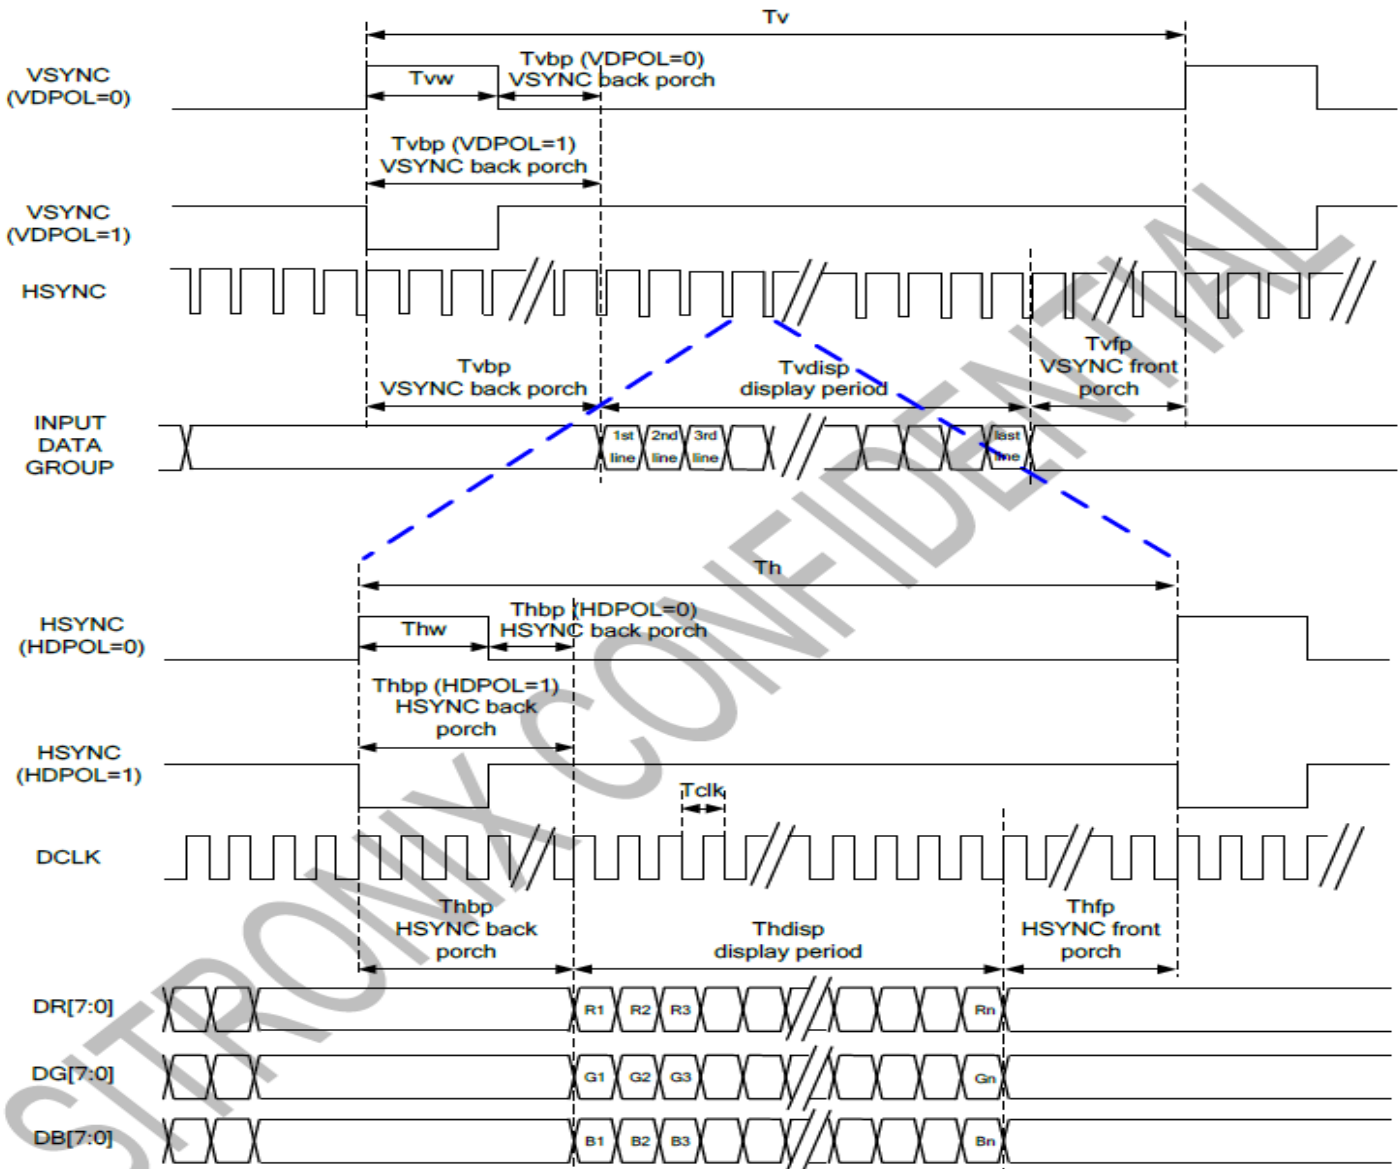 Tv
VSYNC
(VDPOL=0)
Tvw
Tvbp (VDPOL=0)
VSYNC back porch
Tvbp (VDPOL=1)
VSYNC back porch
VSYNC
(VDPOL=1)
HSYNC
Tvbp
VSYNC back porch
Tvdisp
display period
Tvfp
VSYNC front
porch
INPUT
DATA
GROUP
1st
line
2nd
line
3rd
line
last
line
Th
HSYNC
(HDPOL=0)
Thw
Thbp (HDPOL=0)
HSYNC back porch
Thbp (HDPOL=1)
HSYNC back
porch
HSYNC
(HDPOL=1)
Tclk
DCLK
Thbp
HSYNC back
porch
Thdisp
display period
Thfp
HSYNC front
porch
DR[7:0]
R1 R2 R3 Rn
DG[7:0]
G1 G2 G3 Gn
DB[7:0]
B1 B2 B3 Bn
SITRONIX CONFIDENTIAL